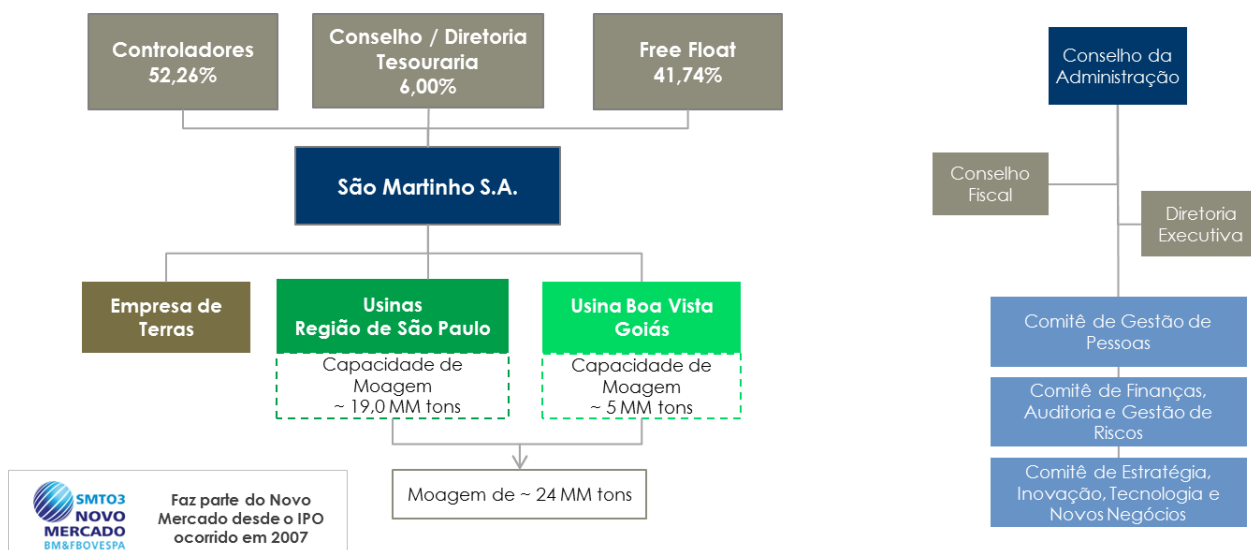 Controladores
52,26%
Conselho / Diretoria
Tesouraria
6,00%
Free Float
41,74%
São Martinho S.A.
Empresa de
Terras
Usinas
Região de São Paulo
Capacidade de
Moagem
~ 19,0 MM tons
Usina Boa Vista
Goiás
Capacidade de
Moagem
~ 5 MM tons
Moagem de ~ 24 MM tons
SMTO3
NOVO
MERCADO
BM&FBOVESPA
Faz parte do Novo
Mercado desde o IPO
ocorrido em 2007
Conselho da
Administração
Conselho
Fiscal
Diretoria
Executiva
Comitê de Gestão de
Pessoas
Comitê de Finanças,
Auditoria e Gestão de
Riscos
Comitê de Estratégia,
Inovação, Tecnologia e
Novos Negócios